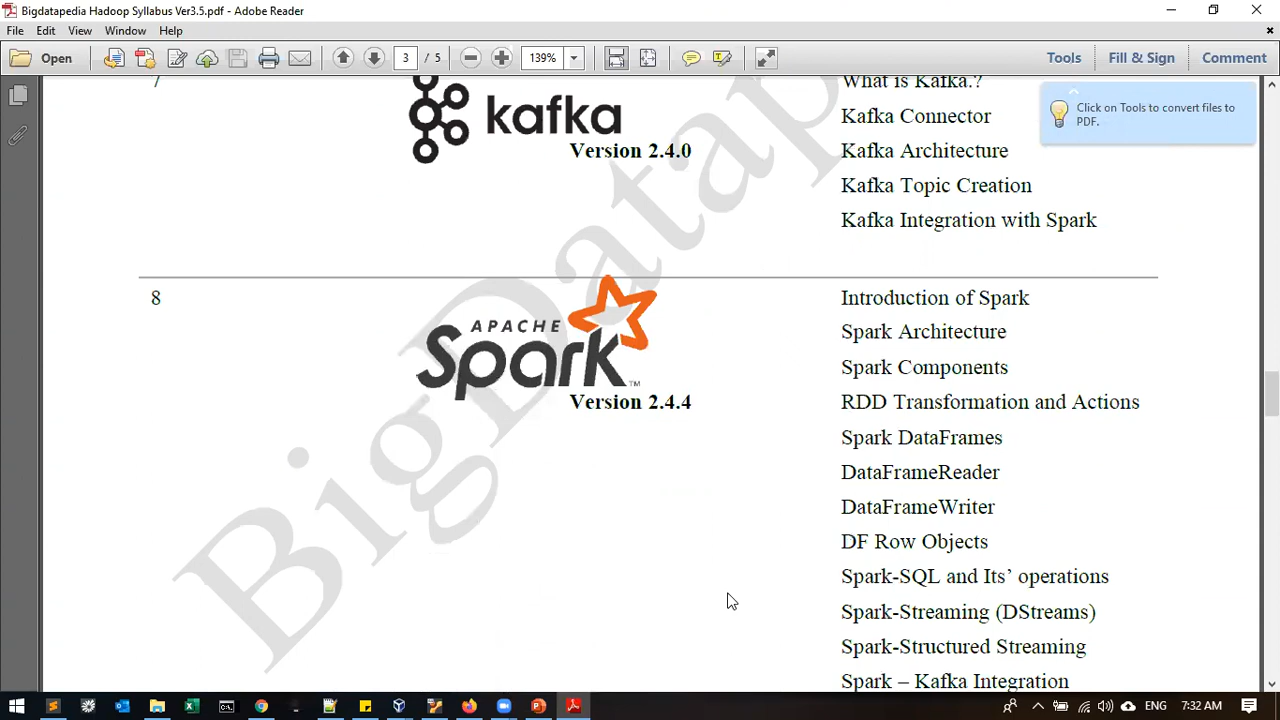 Bigdatapedia Hadoop Syllabus Ver3.5.pdf - Adobe Reader
File Edit View Window Help
Open 3 / 5 139% Tools Fill & Sign Comment
Click on Tools to convert files to
PDF.
7
kafka
Version 2.4.0
What is Kafka.?
Kafka Connector
Kafka Architecture
Kafka Topic Creation
Kafka Integration with Spark
8
APACHE
Spark™
Version 2.4.4
Introduction of Spark
Spark Architecture
Spark Components
RDD Transformation and Actions
Spark DataFrames
DataFrameReader
DataFrameWriter
DF Row Objects
Spark-SQL and Its’ operations
Spark-Streaming (DStreams)
Spark-Structured Streaming
Spark – Kafka Integration
BigDatap
ENG 7:32 AM